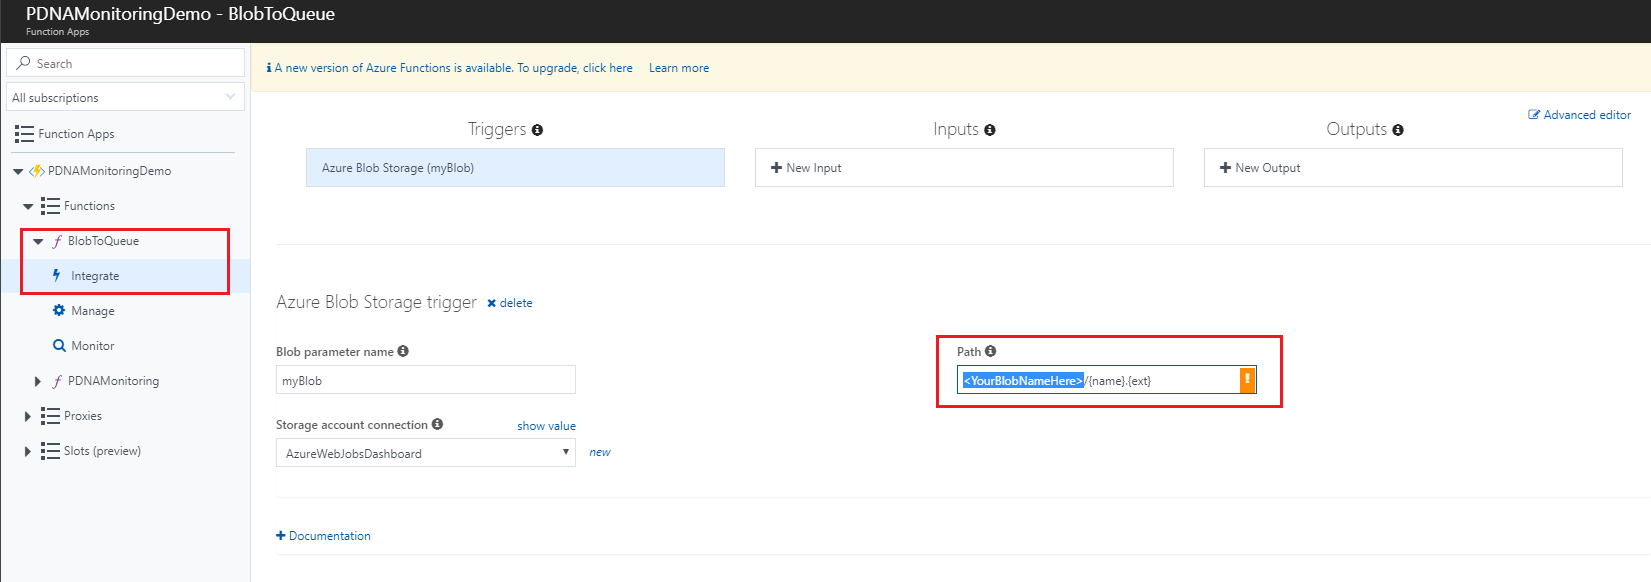 PDNAMonitoringDemo - BlobToQueue
Function Apps
Search
All subscriptions
Function Apps
PDNAMonitoringDemo
Functions
BlobToQueue
Integrate
Manage
Monitor
PDNAMonitoring
Proxies
Slots (preview)
A new version of Azure Functions is available. To upgrade, click here Learn more
Advanced editor
Triggers Inputs Outputs
Azure Blob Storage (myBlob) New Input New Output
Azure Blob Storage trigger delete
Blob parameter name Path
myBlob <YourBlobNameHere>/{name}.{ext}
Storage account connection show value
AzureWebJobsDashboard new
Documentation